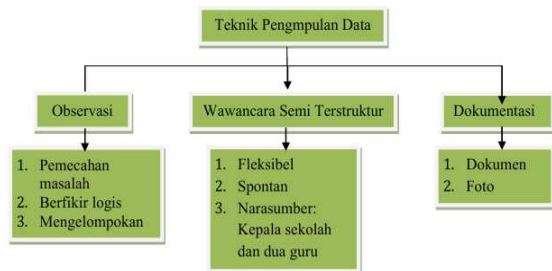 Teknik Pengmpulan Data
Observasi
Wawancara Semi Terstruktur
Dokumentasi
1. Pemecahan
masalah
2. Berfikir logis
3. Mengelompokan
1. Fleksibel
2. Spontan
3. Narasumber:
Kepala sekolah
dan dua guru
1. Dokumen
2. Foto